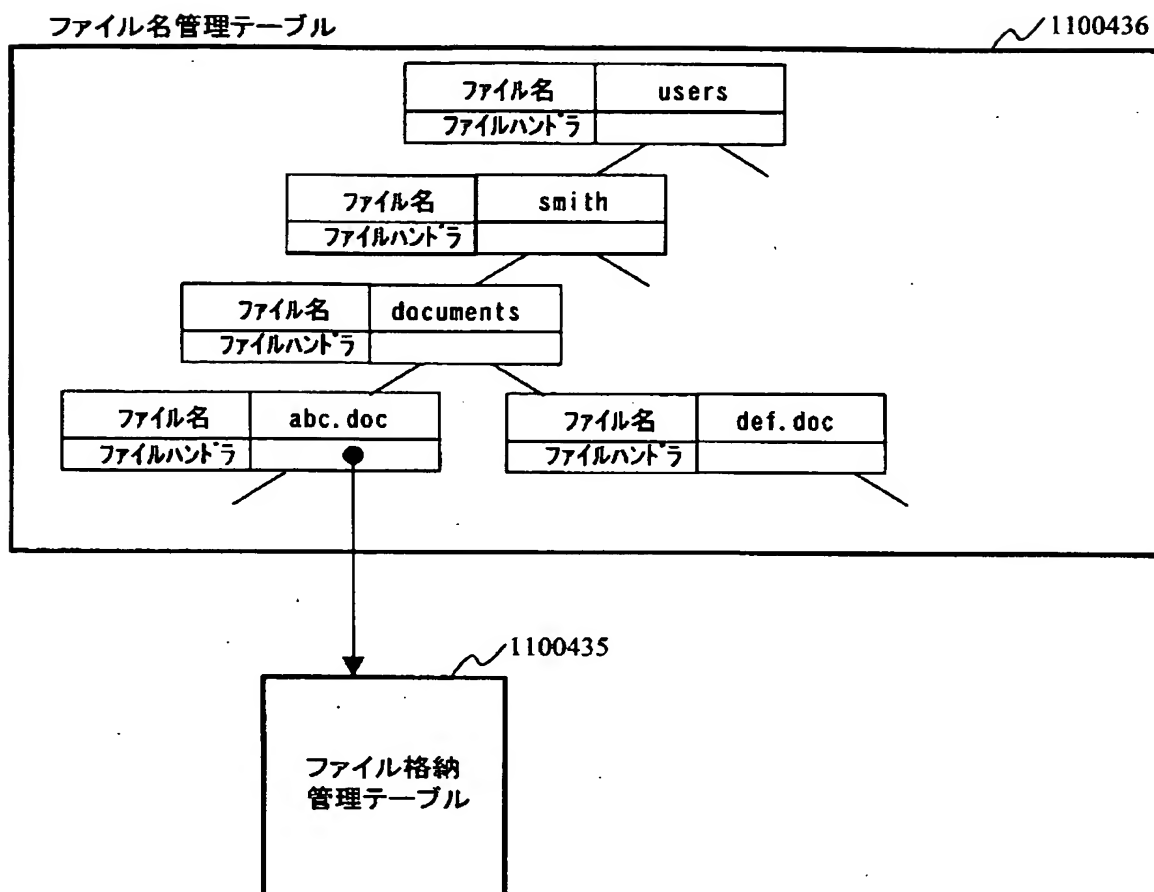 ファイル名管理テーブル
1100436
ファイル名 users
ファイルハンドラ
ファイル名 smith
ファイルハンドラ
ファイル名 documents
ファイルハンドラ
ファイル名 abc.doc
ファイルハンドラ
ファイル名 def.doc
ファイルハンドラ
1100435
ファイル格納
管理テーブル